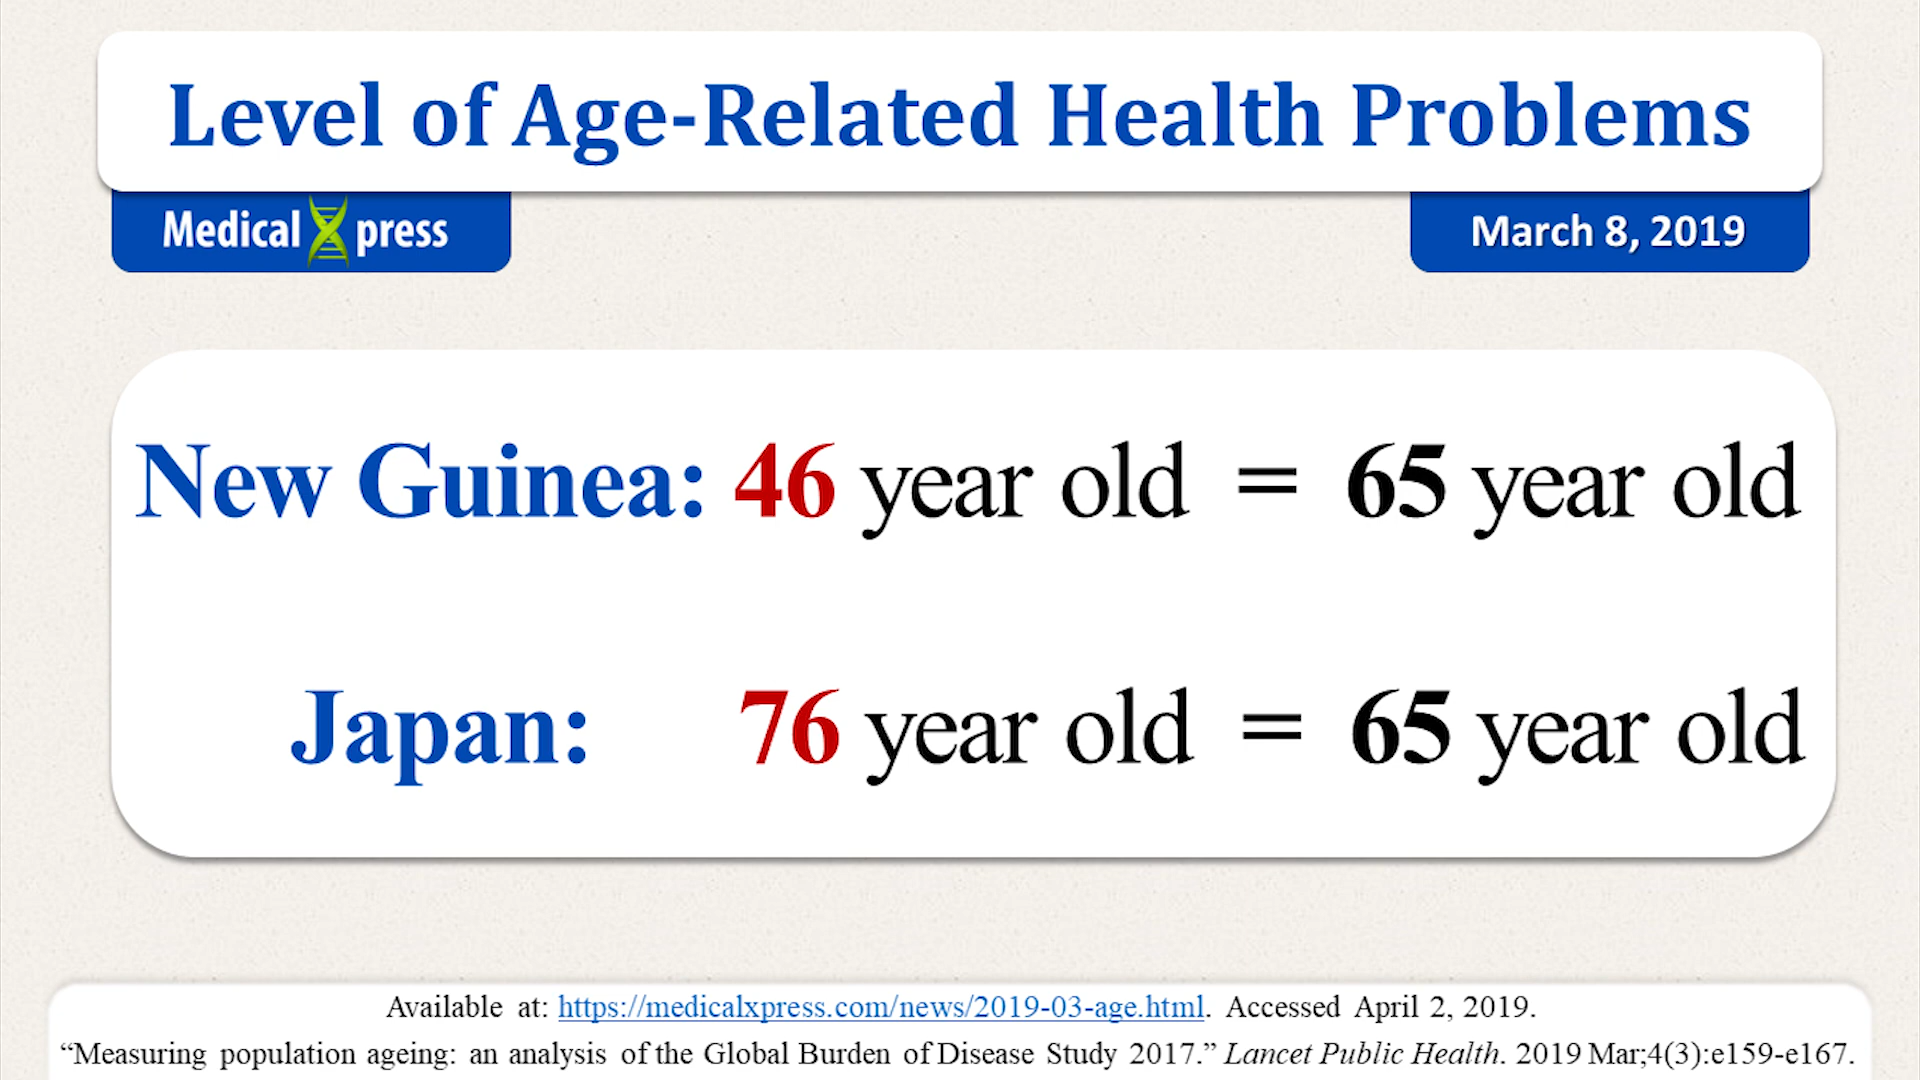 Level of Age-Related Health Problems
Medical Xpress
March 8, 2019
New Guinea: 46 year old = 65 year old
Japan: 76 year old = 65 year old
Available at: https://medicalxpress.com/news/2019-03-age.html. Accessed April 2, 2019.
“Measuring population ageing: an analysis of the Global Burden of Disease Study 2017.” Lancet Public Health. 2019 Mar;4(3):e159-e167.